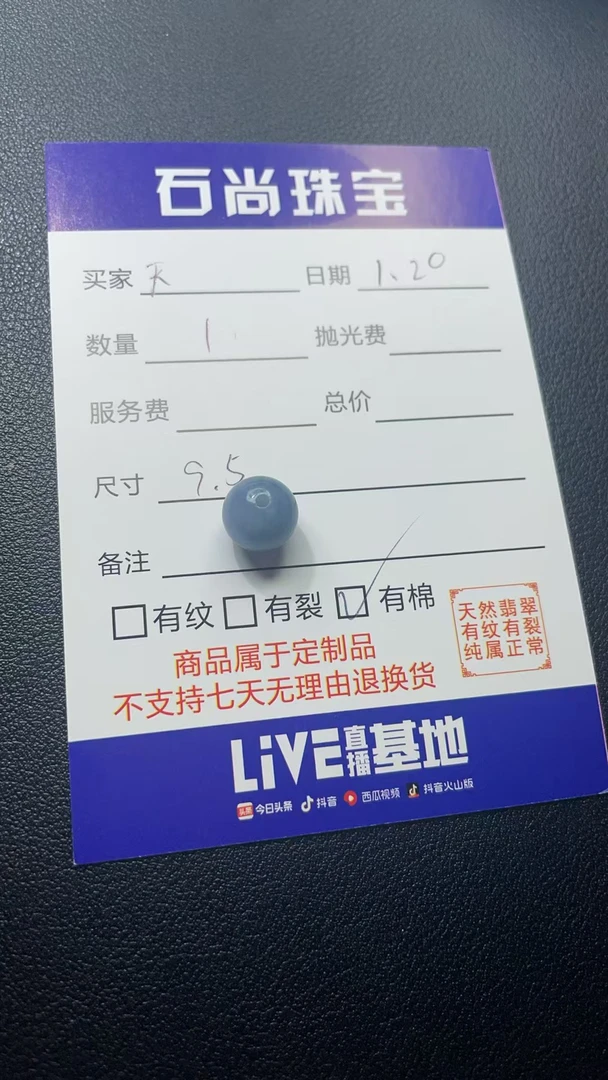 石尚珠宝
买家 天 日期 1.20
数量 1 抛光费
服务费 总价
尺寸 9.5
备注
有纹 有裂 有棉
商品属于定制品
不支持七天无理由退换货
天然翡翠
有纹有裂
纯属正常
LiVE直播基地
头条 今日头条 抖音 西瓜视频 抖音火山版